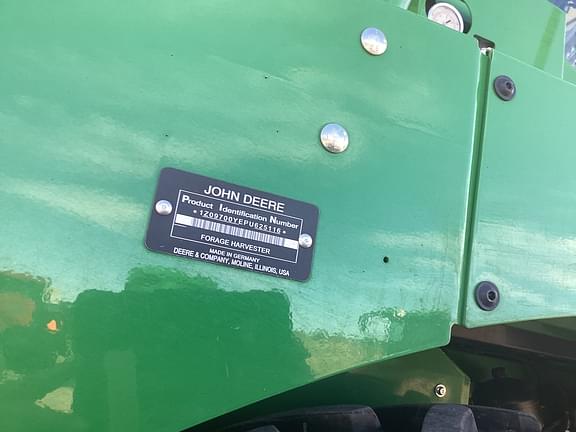 JOHN DEERE
Product Identification Number
*1Z09700YEPU625116*
FORAGE HARVESTER
MADE IN GERMANY
DEERE & COMPANY, MOLINE, ILLINOIS, USA